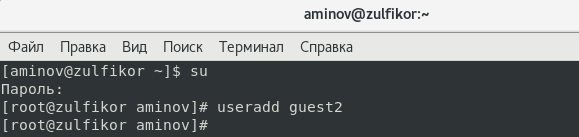 aminov@zulfikor:~
Файл Правка Вид Поиск Терминал Справка
[aminov@zulfikor ~]$ su
Пароль:
[root@zulfikor aminov]# useradd guest2
[root@zulfikor aminov]#